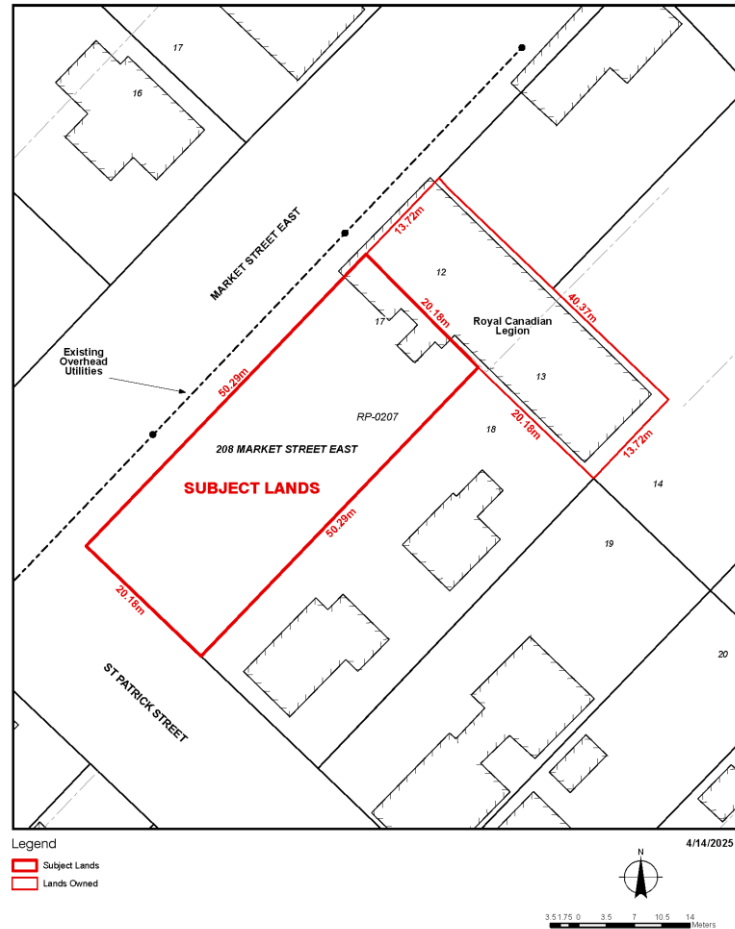 17
16
MARKET STREET EAST
13.72m
12
40.37m
20.18m
17
Royal Canadian
Legion
Existing
Overhead
Utilities
50.29m
13
RP-0207
18
20.18m
208 MARKET STREET EAST
13.72m
SUBJECT LANDS
14
50.29m
19
20.18m
20
ST PATRICK STREET
Legend
4/14/2025
Subject Lands
Lands Owned
N
3.5 1.75 0 3.5 7 10.5 14
Meters